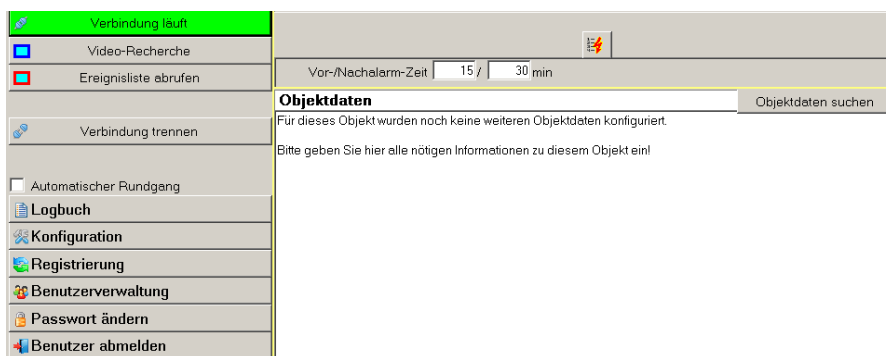 Verbindung läuft
Video-Recherche
Ereignisliste abrufen
Verbindung trennen
Automatischer Rundgang
Logbuch
Konfiguration
Registrierung
Benutzerverwaltung
Passwort ändern
Benutzer abmelden
Vor-/Nachalarm-Zeit 15 / 30 min
Objektdaten
Objektdaten suchen
Für dieses Objekt wurden noch keine weiteren Objektdaten konfiguriert.
Bitte geben Sie hier alle nötigen Informationen zu diesem Objekt ein!